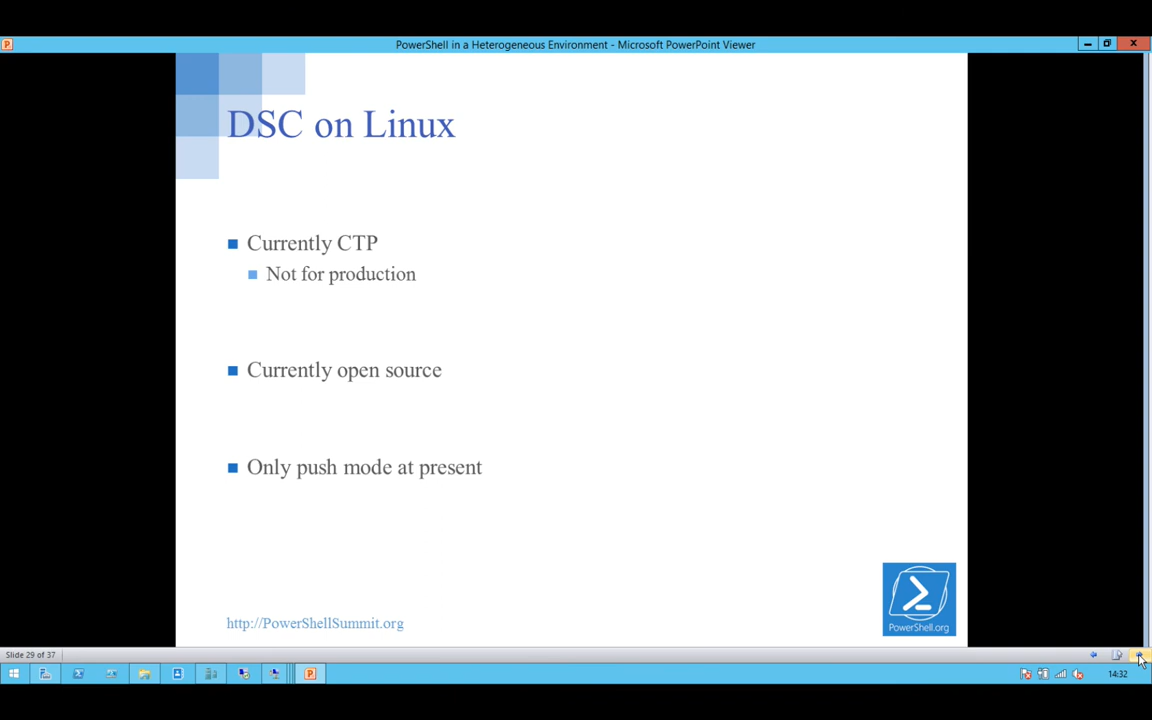 PowerShell in a Heterogeneous Environment - Microsoft PowerPoint Viewer
DSC on Linux
Currently CTP
Not for production
Currently open source
Only push mode at present
PowerShell.org
http://PowerShellSummit.org
Slide 29 of 37
14:32